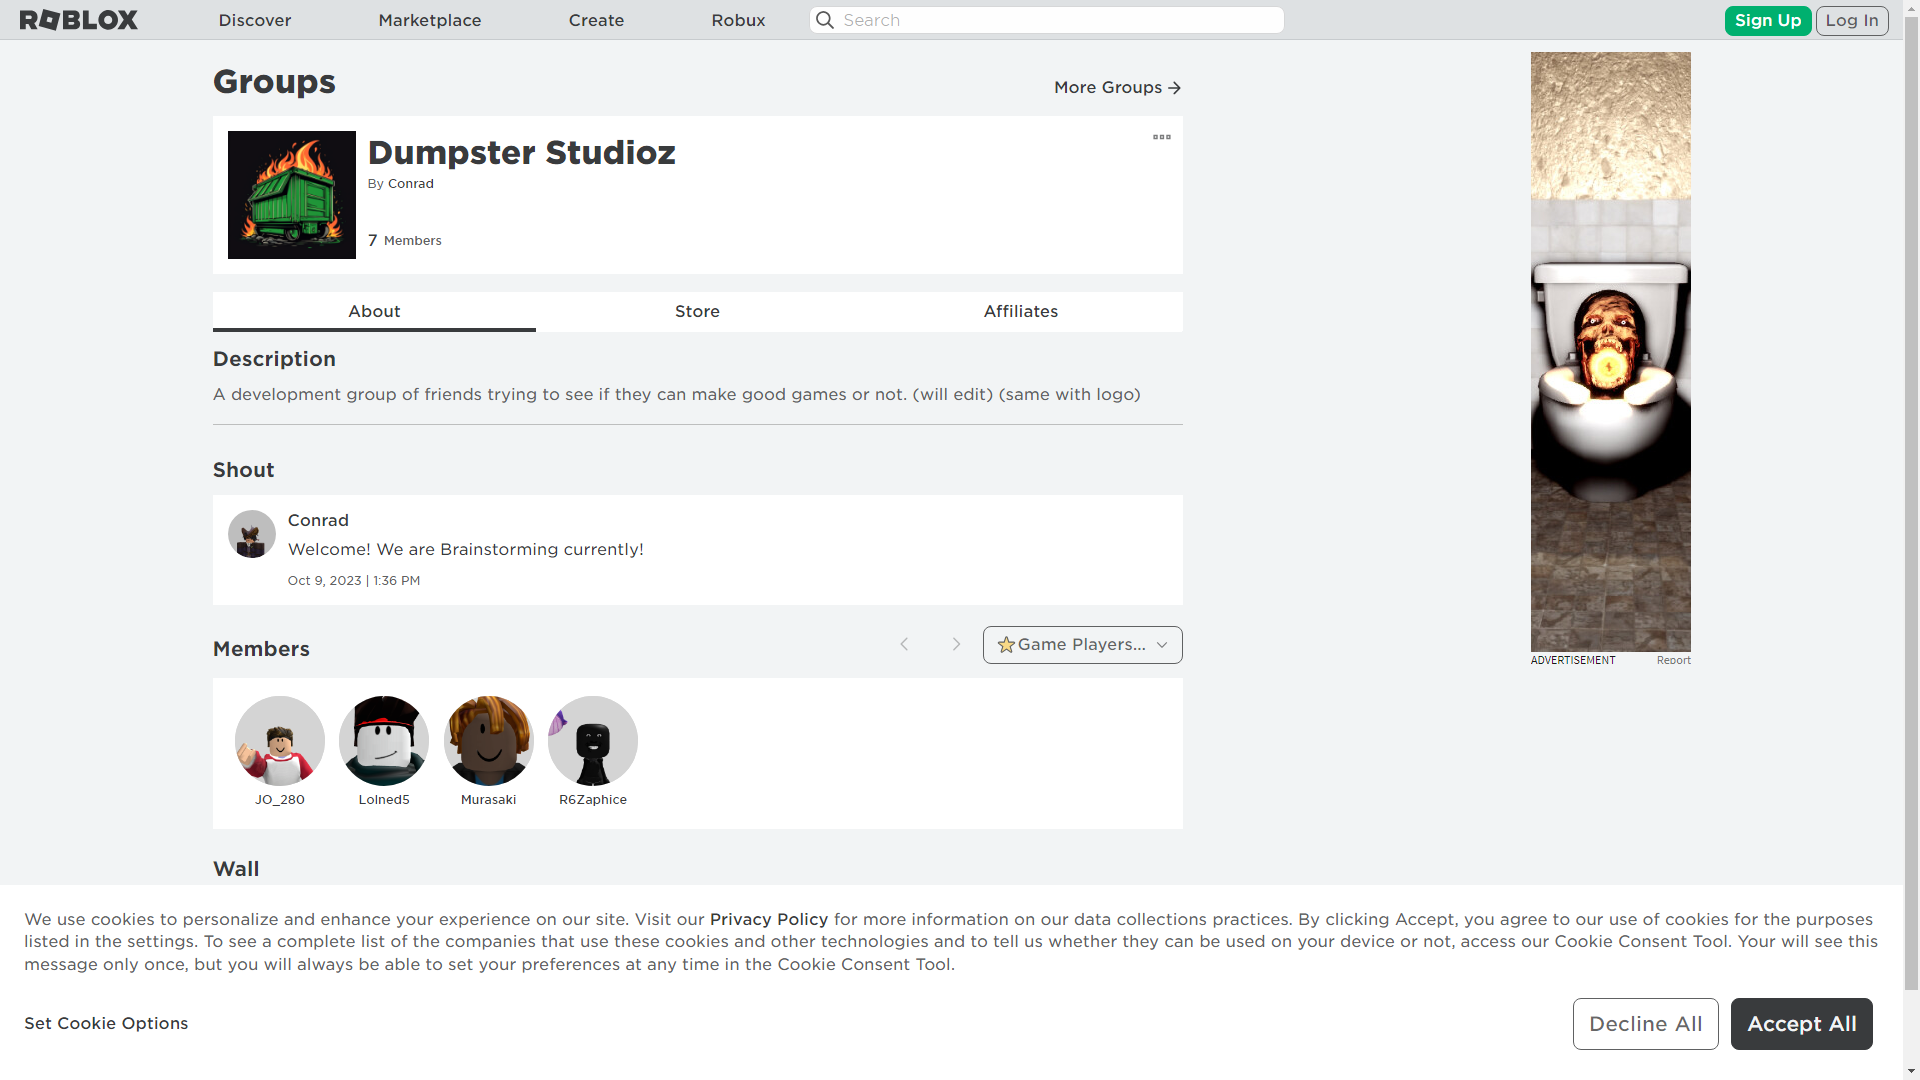 ROBLOX
Discover
Marketplace
Create
Robux
Search
Sign Up
Log In
Groups
More Groups
Dumpster Studioz
By Conrad
7 Members
About
Store
Affiliates
Description
A development group of friends trying to see if they can make good games or not. (will edit) (same with logo)
Shout
Conrad
Welcome! We are Brainstorming currently!
Oct 9, 2023 | 1:36 PM
Members
⭐Game Players...
JO_280
Lolned5
Murasaki
R6Zaphice
ADVERTISEMENT
Report
Wall
We use cookies to personalize and enhance your experience on our site. Visit our Privacy Policy for more information on our data collections practices. By clicking Accept, you agree to our use of cookies for the purposes
listed in the settings. To see a complete list of the companies that use these cookies and other technologies and to tell us whether they can be used on your device or not, access our Cookie Consent Tool. Your will see this
message only once, but you will always be able to set your preferences at any time in the Cookie Consent Tool.
Set Cookie Options
Decline All
Accept All